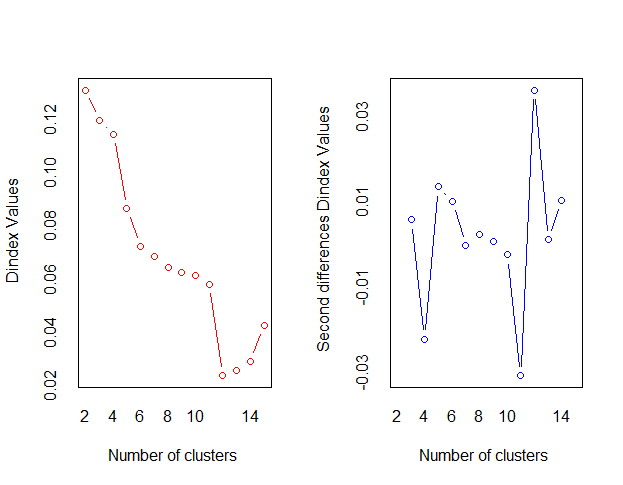 Dindex Values
0.02 0.04 0.06 0.08 0.10 0.12
2 4 6 8 10 14
Number of clusters
Second differences Dindex Values
-0.03 -0.01 0.01 0.03
2 4 6 8 10 14
Number of clusters